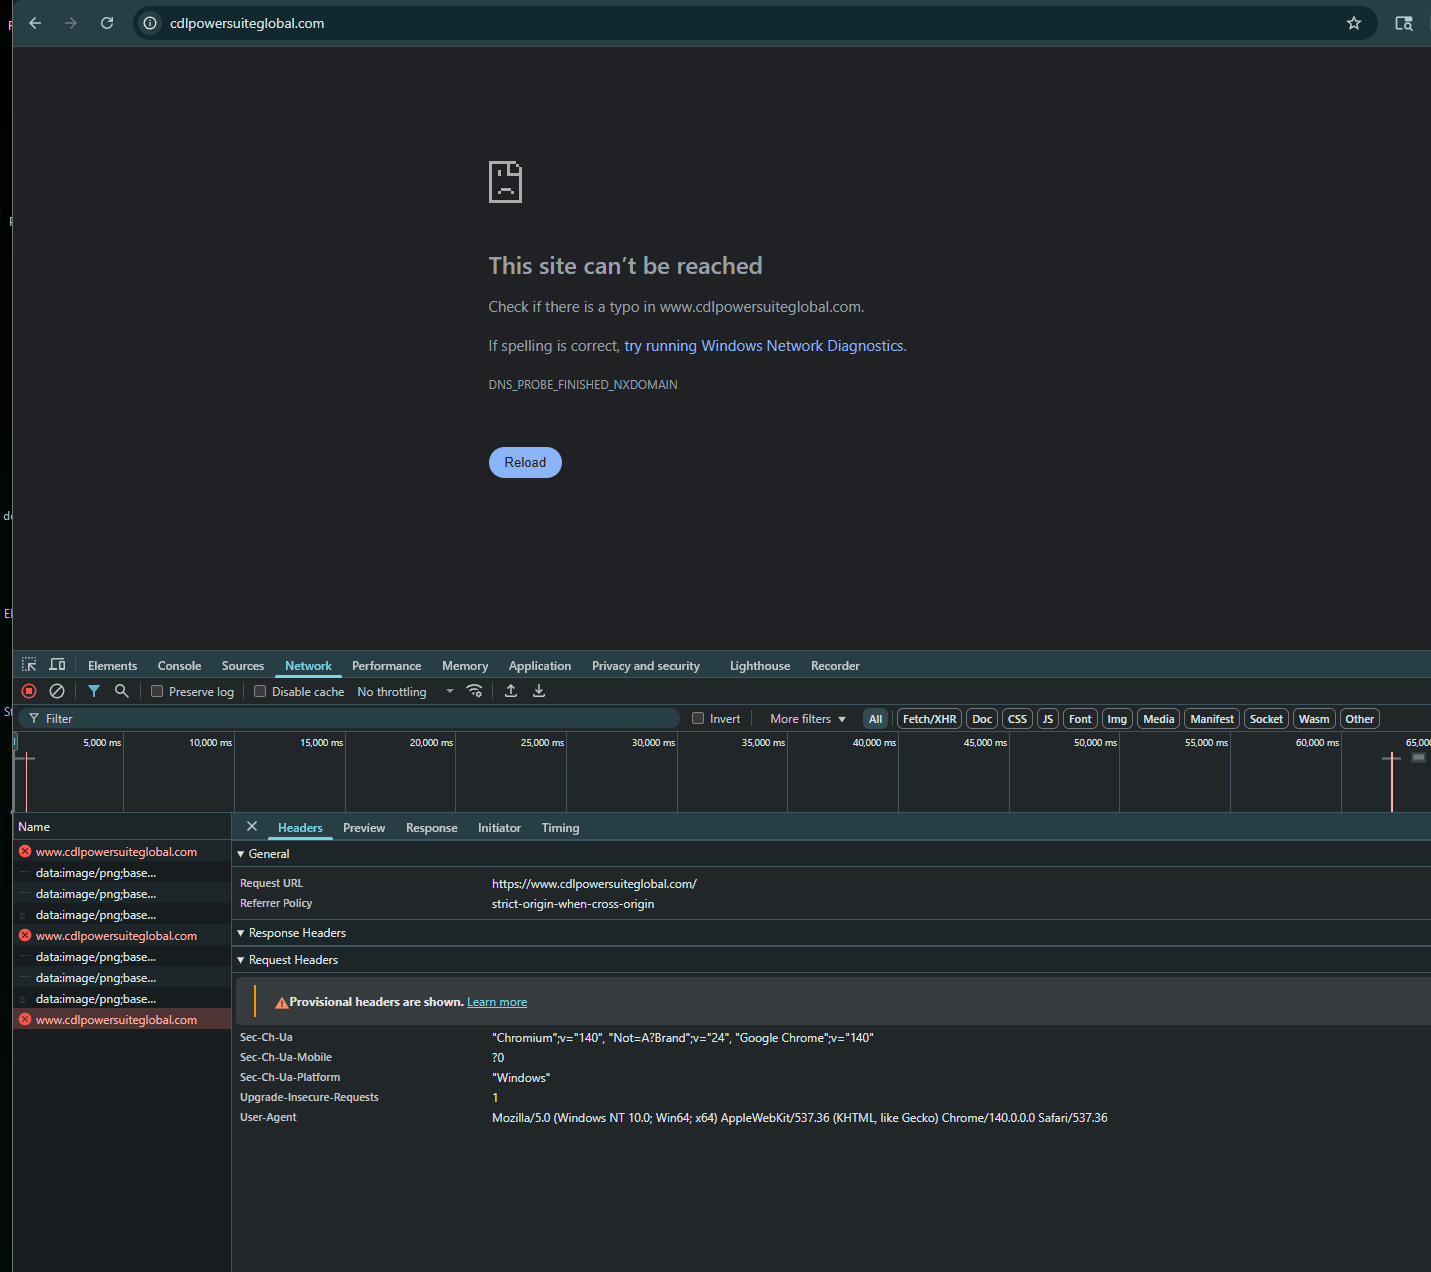 cdlpowersuiteglobal.com
This site can’t be reached
Check if there is a typo in www.cdlpowersuiteglobal.com.
If spelling is correct, try running Windows Network Diagnostics.
DNS_PROBE_FINISHED_NXDOMAIN
Reload
Elements Console Sources Network Performance Memory Application Privacy and security Lighthouse Recorder
Preserve log Disable cache No throttling
Filter Invert More filters All Fetch/XHR Doc CSS JS Font Img Media Manifest Socket Wasm Other
5,000 ms 10,000 ms 15,000 ms 20,000 ms 25,000 ms 30,000 ms 35,000 ms 40,000 ms 45,000 ms 50,000 ms 55,000 ms 60,000 ms 65,000
Name
www.cdlpowersuiteglobal.com
data:image/png;base...
data:image/png;base...
data:image/png;base...
www.cdlpowersuiteglobal.com
data:image/png;base...
data:image/png;base...
data:image/png;base...
www.cdlpowersuiteglobal.com
Headers Preview Response Initiator Timing
General
Request URL https://www.cdlpowersuiteglobal.com/
Referrer Policy strict-origin-when-cross-origin
Response Headers
Request Headers
Provisional headers are shown. Learn more
Sec-Ch-Ua "Chromium";v="140", "Not=A?Brand";v="24", "Google Chrome";v="140"
Sec-Ch-Ua-Mobile ?0
Sec-Ch-Ua-Platform "Windows"
Upgrade-Insecure-Requests 1
User-Agent Mozilla/5.0 (Windows NT 10.0; Win64; x64) AppleWebKit/537.36 (KHTML, like Gecko) Chrome/140.0.0.0 Safari/537.36